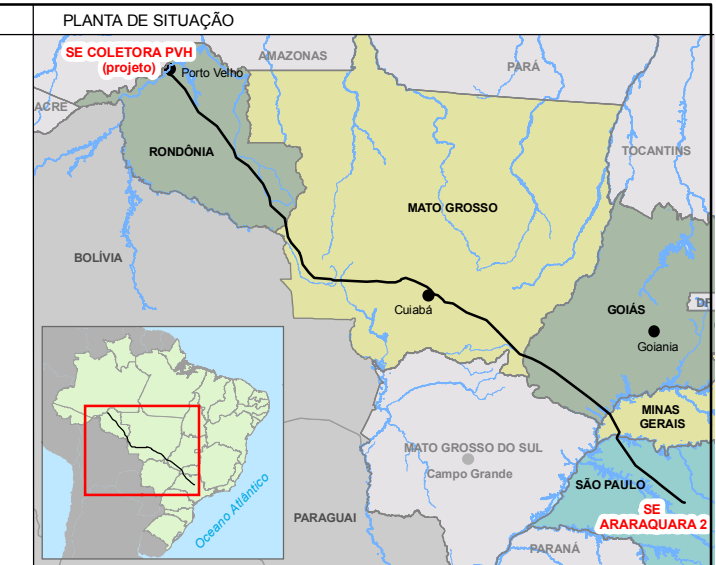 PLANTA DE SITUAÇÃO
SE COLETORA PVH
(projeto)
Porto Velho
AMAZONAS
PARÁ
ACRE
RONDÔNIA
TOCANTINS
MATO GROSSO
BOLÍVIA
Cuiabá
GOIÁS
DF
Goiania
MINAS
GERAIS
MATO GROSSO DO SUL
Campo Grande
SÃO PAULO
SE
ARARAQUARA 2
PARAGUAI
PARANÁ
Oceano Atlântico